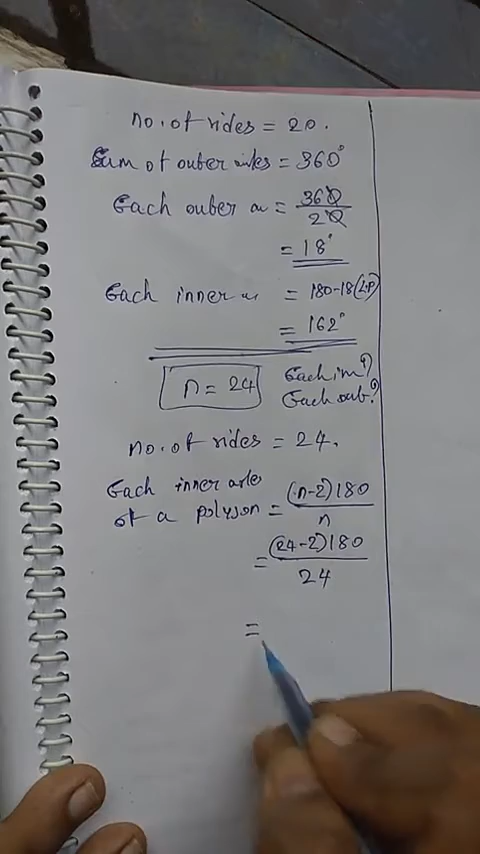 no. of sides = 20.
Sum of outer angles = 360°
Each outer = 360/20
= 18°
Each inner = 180-18 (L.P)
= 162°
n = 24 Each in?
Each out?
no. of sides = 24.
Each inner angle
of a polygon = (n-2)180/n
= (24-2)180/24
=